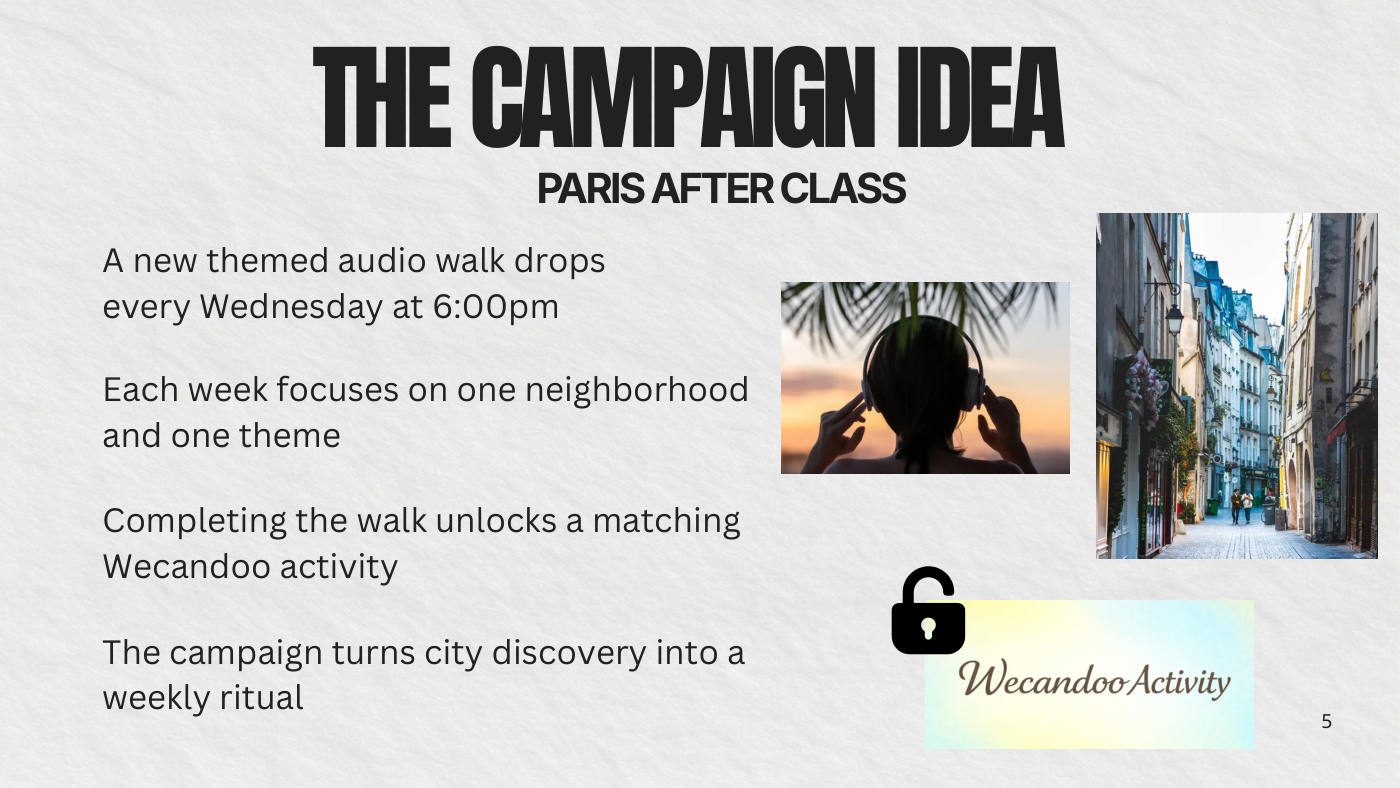 THE CAMPAIGN IDEA
PARIS AFTER CLASS
A new themed audio walk drops
every Wednesday at 6:00pm
Each week focuses on one neighborhood
and one theme
Completing the walk unlocks a matching
Wecandoo activity
The campaign turns city discovery into a
weekly ritual
Wecandoo Activity
5